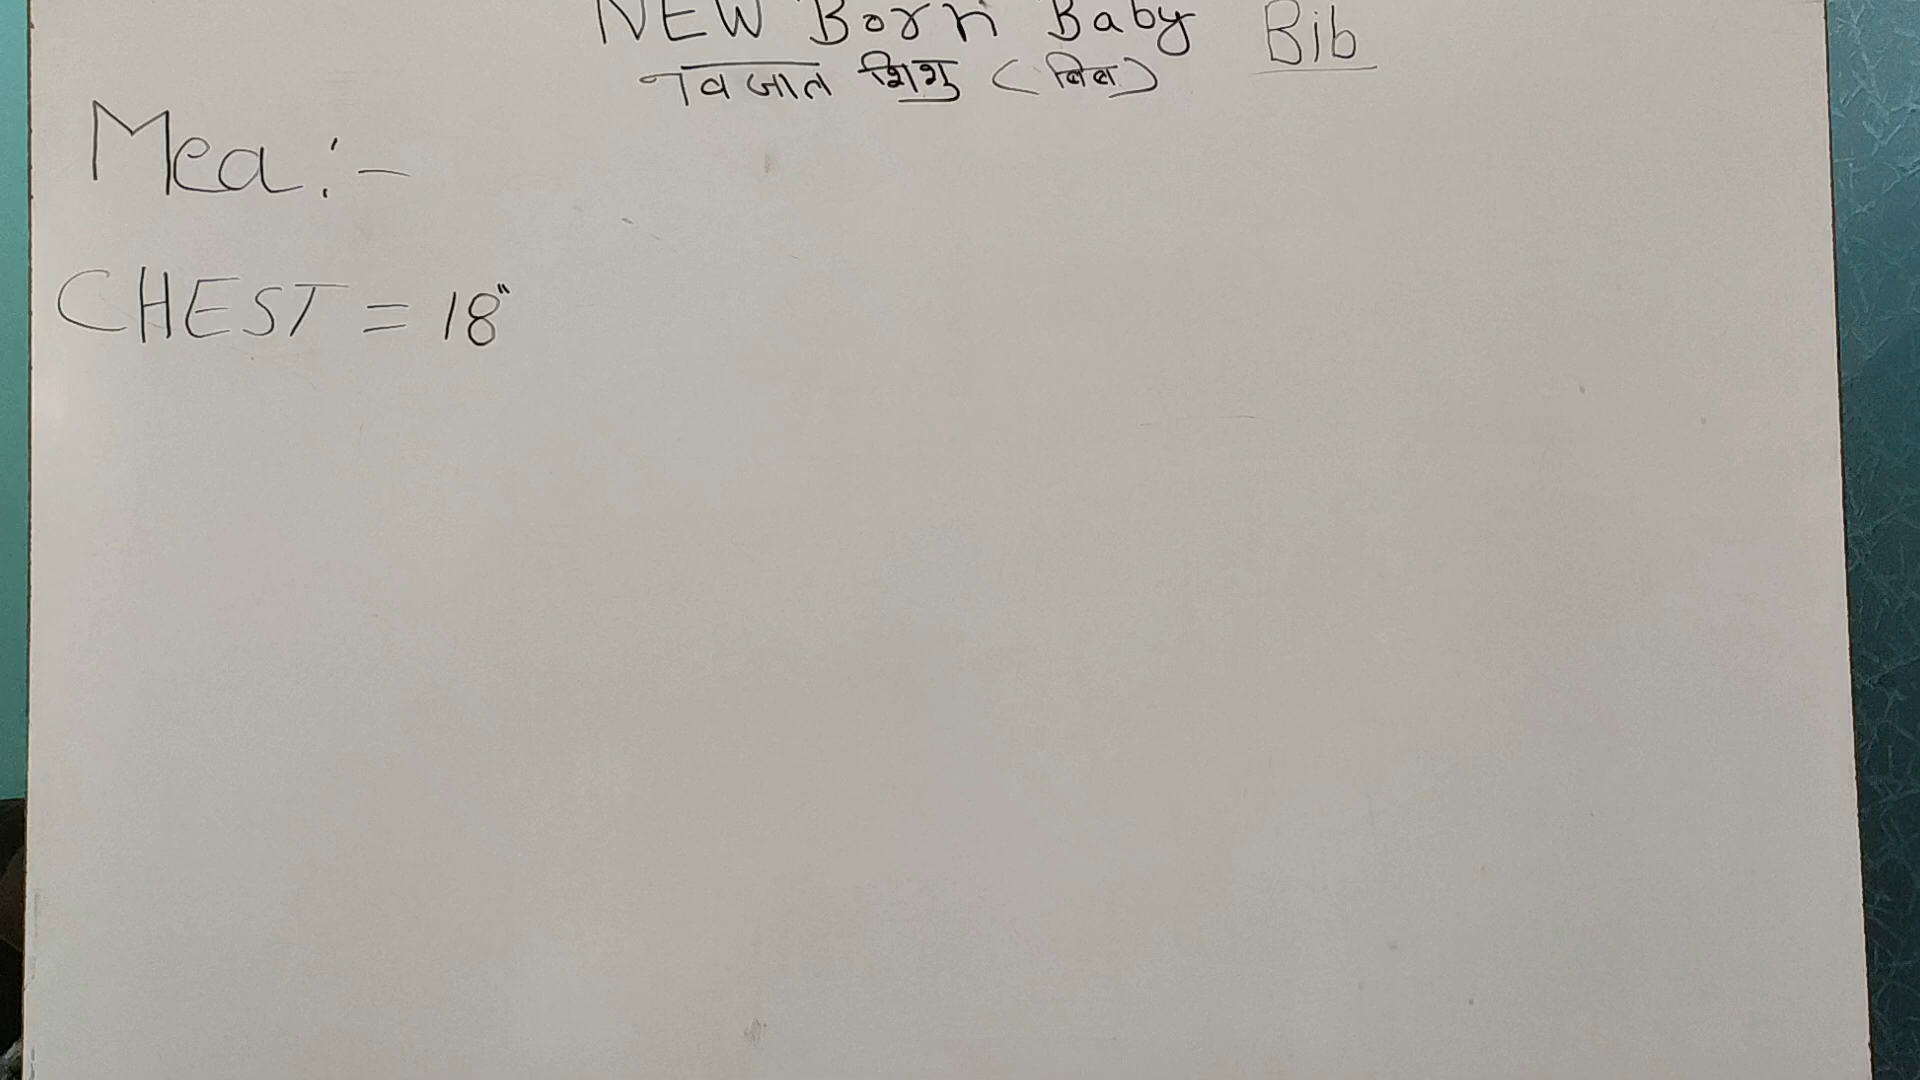 NEW Born Baby Bib
नवजात शिशु (बिब)
Mea:-
CHEST = 18"